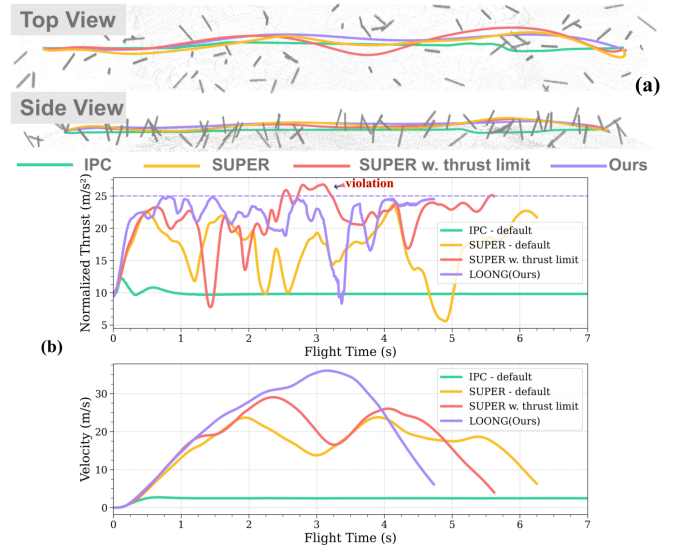 Top View
(a)
Side View
IPC SUPER SUPER w. thrust limit Ours
violation
Normalized Thrust (m/s²)
30
25
20
15
10
5
IPC - default
SUPER - default
SUPER w. thrust limit
LOONG(Ours)
0 1 2 3 4 5 6 7
Flight Time (s)
(b)
Velocity (m/s)
30
20
10
0
IPC - default
SUPER - default
SUPER w. thrust limit
LOONG(Ours)
0 1 2 3 4 5 6 7
Flight Time (s)